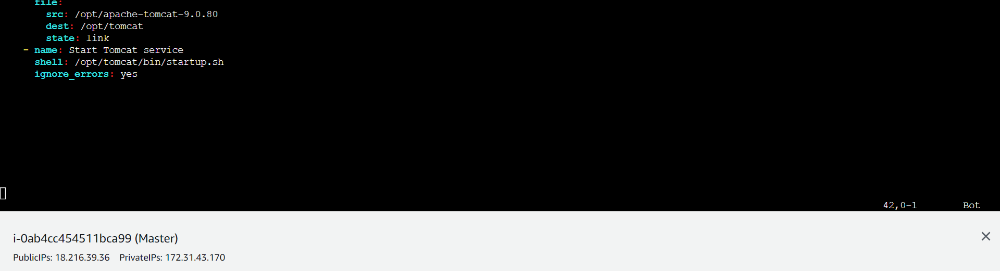 file:
src: /opt/apache-tomcat-9.0.80
dest: /opt/tomcat
state: link
- name: Start Tomcat service
shell: /opt/tomcat/bin/startup.sh
ignore_errors: yes
42,0-1 Bot
i-0ab4cc454511bca99 (Master)
PublicIPs: 18.216.39.36 PrivateIPs: 172.31.43.170